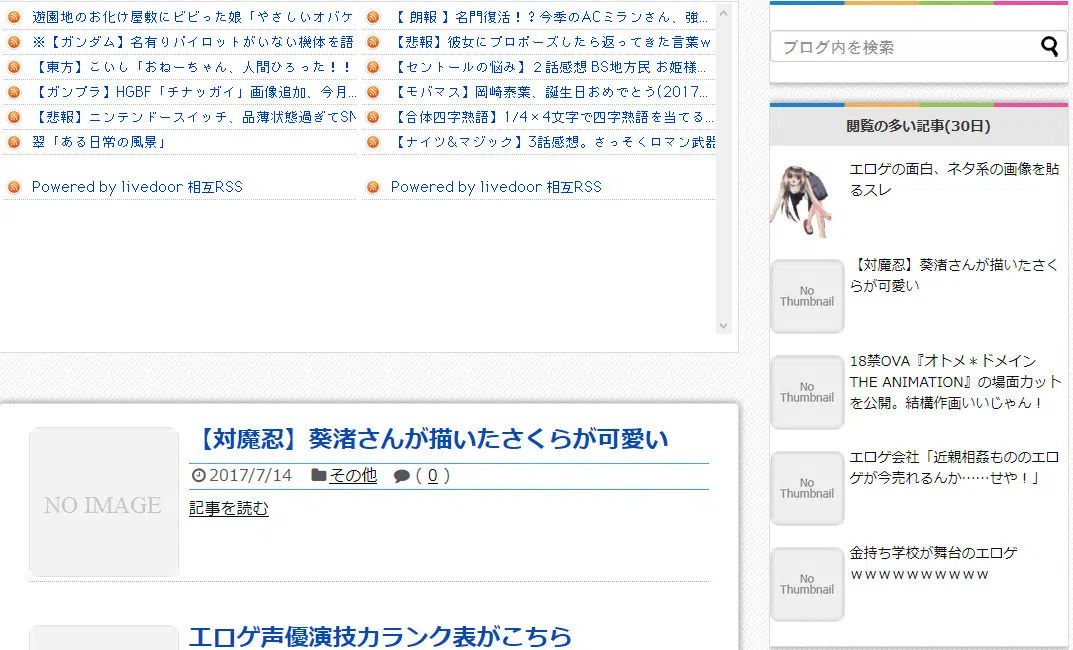 遊園地のお化け屋敷にビビった娘「やさしいオバケ
※【ガンダム】名有りパイロットがいない機体を語
【東方】こいし「おねーちゃん、人間ひろった！！
【ガンプラ】HGBF「チナッガイ」画像追加、今月...
【悲報】ニンテンドースイッチ、品薄状態過ぎてSN
翠「ある日常の風景」
Powered by livedoor 相互RSS
【 朗報 】名門復活！？今季のACミランさん、強...
【悲報】彼女にプロポーズしたら返ってきた言葉w
【セントールの悩み】２話感想 BS地方民 お姫様...
【モバマス】岡崎泰葉、誕生日おめでとう(2017...
【合体四字熟語】1/4×4文字で四字熟語を当てる...
【ナイツ&マジック】3話感想。さっそくロマン武器
Powered by livedoor 相互RSS
NO IMAGE
【対魔忍】葵渚さんが描いたさくらが可愛い
2017/7/14 その他 ( 0 )
記事を読む
エロゲ声優演技力ランク表がこちら
ブログ内を検索
閲覧の多い記事(30日)
エロゲの面白、ネタ系の画像を貼
るスレ
No
Thumbnail
【対魔忍】葵渚さんが描いたさく
らが可愛い
No
Thumbnail
18禁OVA『オトメ＊ドメイン
THE ANIMATION』の場面カット
を公開。結構作画いいじゃん！
No
Thumbnail
エロゲ会社「近親相姦もののエロ
ゲが今売れるんか……せや！」
No
Thumbnail
金持ち学校が舞台のエロゲ
ｗｗｗｗｗｗｗｗｗｗ